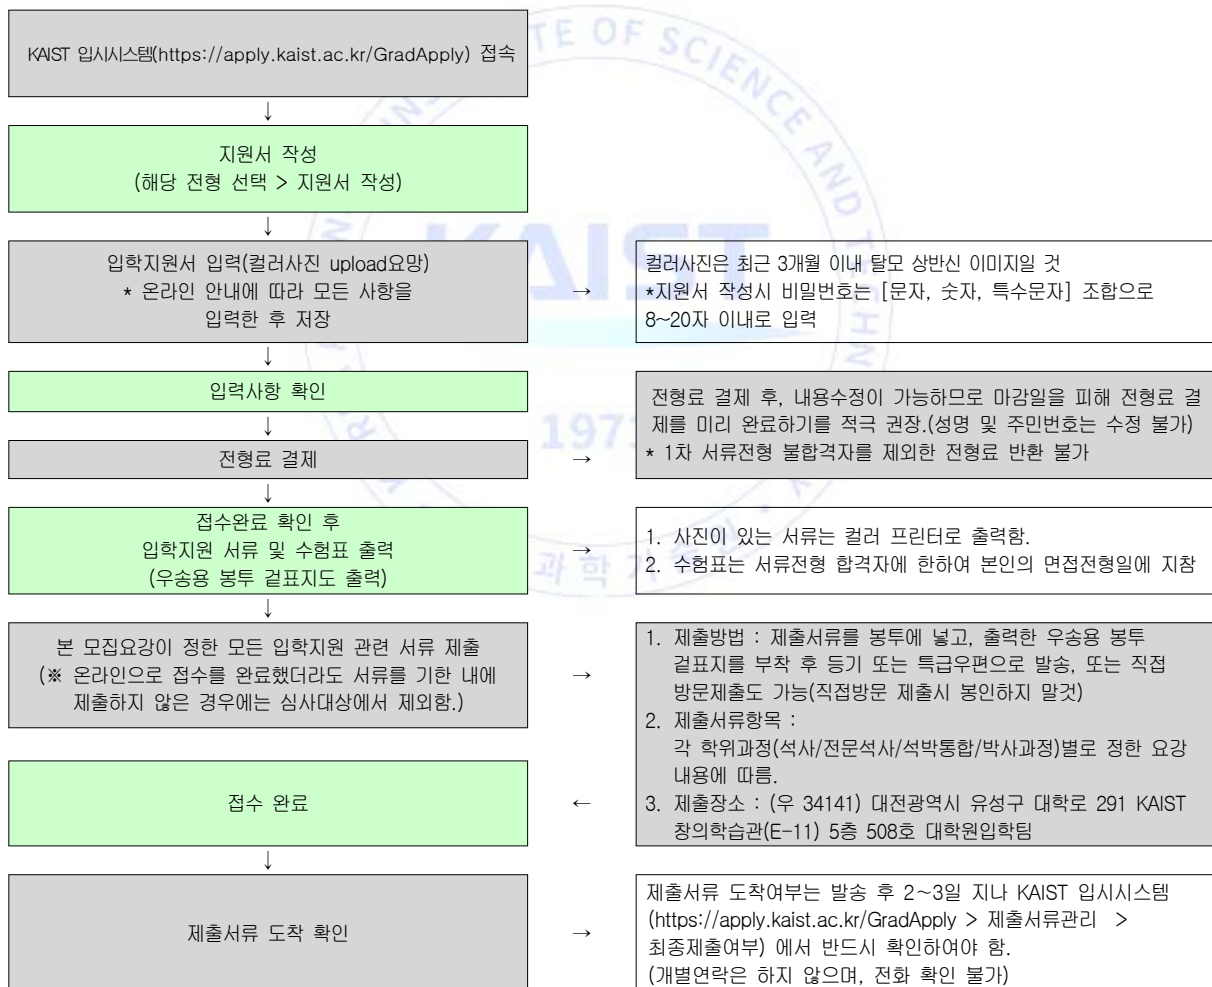 KAIST 입시시스템(https://apply.kaist.ac.kr/GradApply) 접속
↓
지원서 작성
(해당 전형 선택 > 지원서 작성)
↓
입학지원서 입력(컬러사진 upload요망)
* 온라인 안내에 따라 모든 사항을
입력한 후 저장
→
컬러사진은 최근 3개월 이내 탈모 상반신 이미지일 것
*지원서 작성시 비밀번호는 [문자, 숫자, 특수문자] 조합으로
8~20자 이내로 입력
↓
입력사항 확인
↓
전형료 결제
→
전형료 결제 후, 내용수정이 가능하므로 마감일을 피해 전형료 결
제를 미리 완료하기를 적극 권장.(성명 및 주민번호는 수정 불가)
* 1차 서류전형 불합격자를 제외한 전형료 반환 불가
↓
접수완료 확인 후
입학지원 서류 및 수험표 출력
(우송용 봉투 겉표지도 출력)
→
1. 사진이 있는 서류는 컬러 프린터로 출력함.
2. 수험표는 서류전형 합격자에 한하여 본인의 면접전형일에 지참
↓
본 모집요강이 정한 모든 입학지원 관련 서류 제출
(※ 온라인으로 접수를 완료했더라도 서류를 기한 내에
제출하지 않은 경우에는 심사대상에서 제외함.)
→
1. 제출방법 : 제출서류를 봉투에 넣고, 출력한 우송용 봉투
겉표지를 부착 후 등기 또는 특급우편으로 발송, 또는 직접
방문제출도 가능(직접방문 제출시 봉인하지 말것)
2. 제출서류항목 :
각 학위과정(석사/전문석사/석박통합/박사과정)별로 정한 요강
내용에 따름.
3. 제출장소 : (우 34141) 대전광역시 유성구 대학로 291 KAIST
창의학습관(E-11) 5층 508호 대학원입학팀
↓
접수 완료
←
↓
제출서류 도착 확인
→
제출서류 도착여부는 발송 후 2~3일 지나 KAIST 입시시스템
(https://apply.kaist.ac.kr/GradApply > 제출서류관리 >
최종제출여부) 에서 반드시 확인하여야 함.
(개별연락은 하지 않으며, 전화 확인 불가)
KAIST
1971